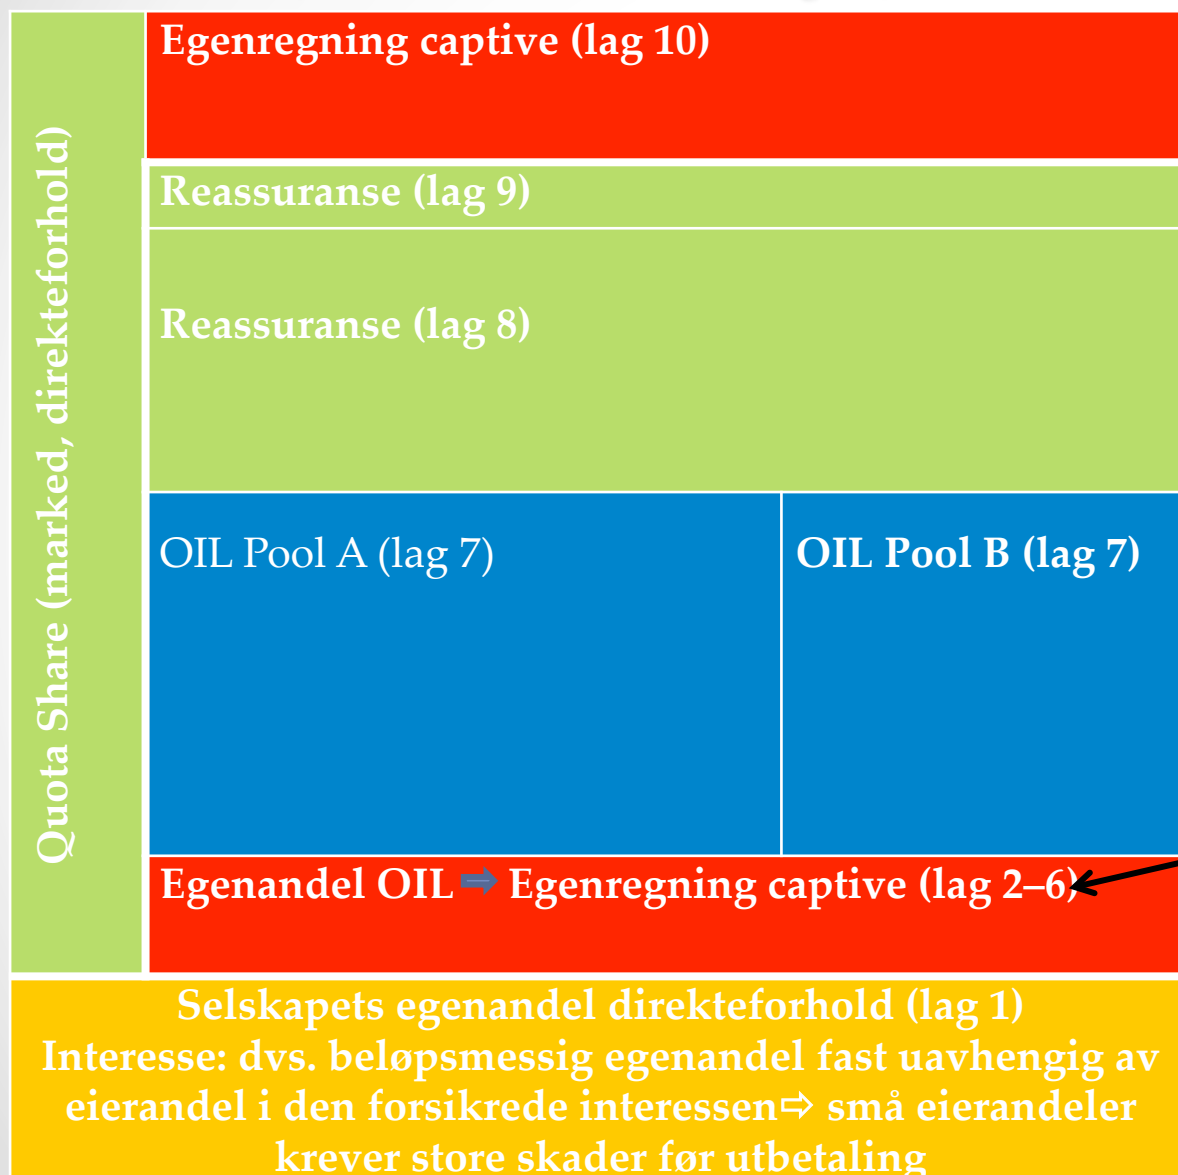 Quota Share (marked, direkteforhold)
Egenregning captive (lag 10)
Reassuranse (lag 9)
Reassuranse (lag 8)
OIL Pool A (lag 7)
OIL Pool B (lag 7)
Egenandel OIL ⇒ Egenregning captive (lag 2–6)
Selskapets egenandel direkteforhold (lag 1)
Interesse: dvs. beløpsmessig egenandel fast uavhengig av
eierandel i den forsikrede interessen⇨ små eierandeler
krever store skader før utbetaling